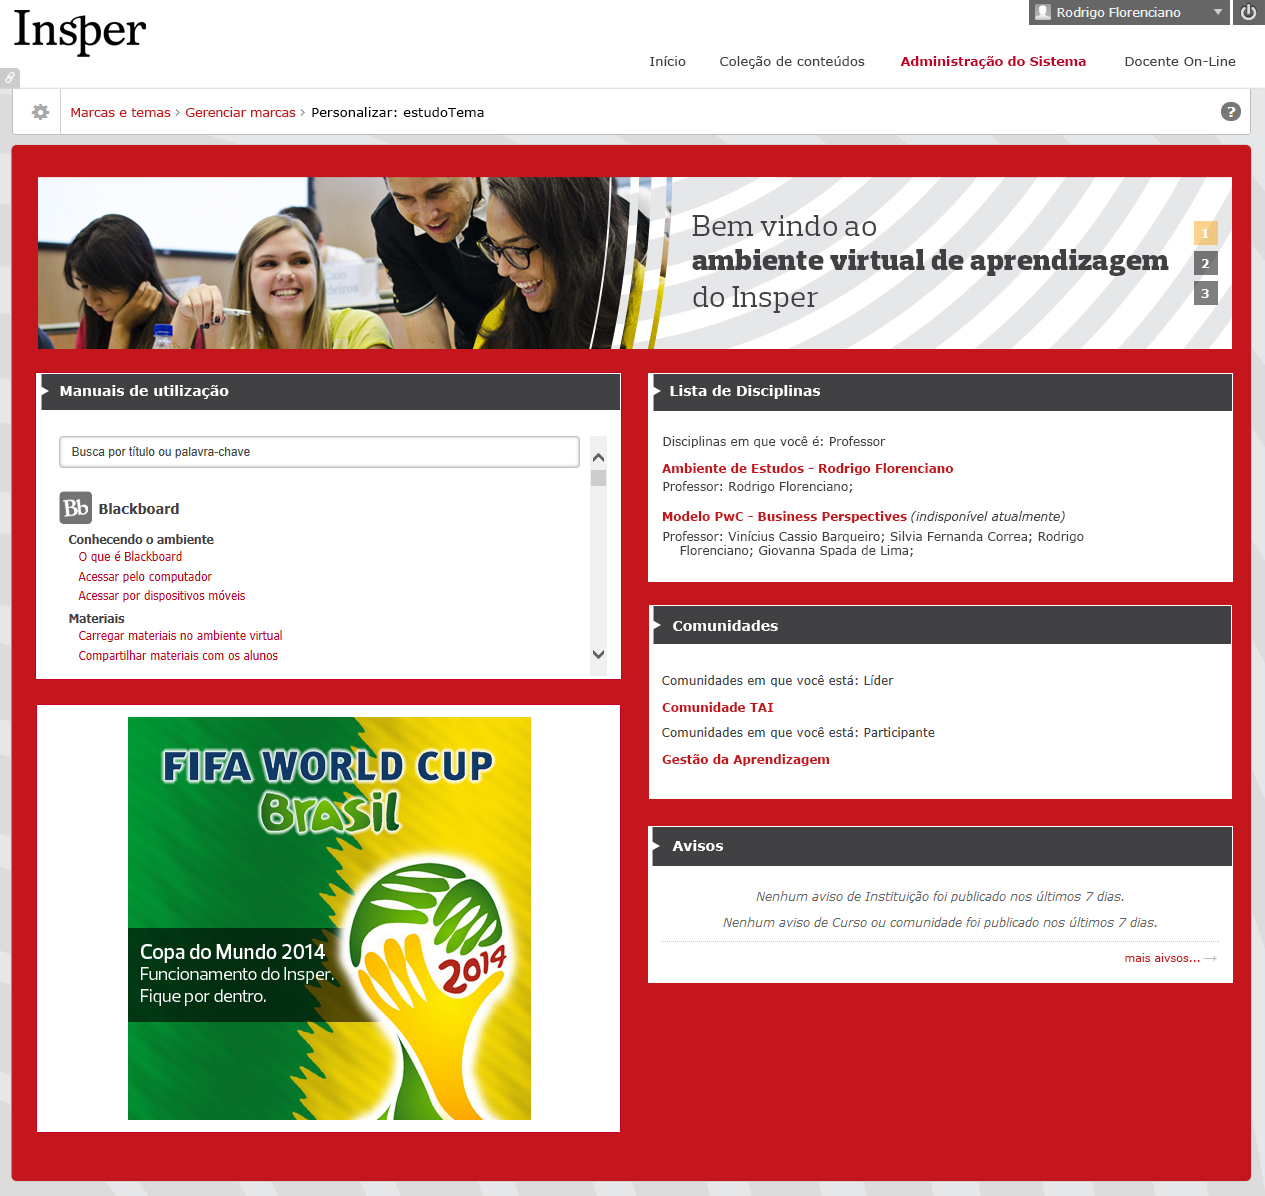 Insper
Rodrigo Florenciano
Início
Coleção de conteúdos
Administração do Sistema
Docente On-Line
Marcas e temas › Gerenciar marcas › Personalizar: estudoTema
?
Caio
Bem vindo ao
ambiente virtual de aprendizagem
do Insper
1
2
3
Manuais de utilização
Busca por título ou palavra-chave
Bb Blackboard
Conhecendo o ambiente
O que é Blackboard
Acessar pelo computador
Acessar por dispositivos móveis
Materiais
Carregar materiais no ambiente virtual
Compartilhar materiais com os alunos
FIFA WORLD CUP
Brasil
2014
Copa do Mundo 2014
Funcionamento do Insper.
Fique por dentro.
Lista de Disciplinas
Disciplinas em que você é: Professor
Ambiente de Estudos - Rodrigo Florenciano
Professor: Rodrigo Florenciano;
Modelo PwC - Business Perspectives (indisponível atualmente)
Professor: Vinícius Cassio Barqueiro; Silvia Fernanda Correa; Rodrigo
Florenciano; Giovanna Spada de Lima;
Comunidades
Comunidades em que você está: Líder
Comunidade TAI
Comunidades em que você está: Participante
Gestão da Aprendizagem
Avisos
Nenhum aviso de Instituição foi publicado nos últimos 7 dias.
Nenhum aviso de Curso ou comunidade foi publicado nos últimos 7 dias.
mais aivsos...